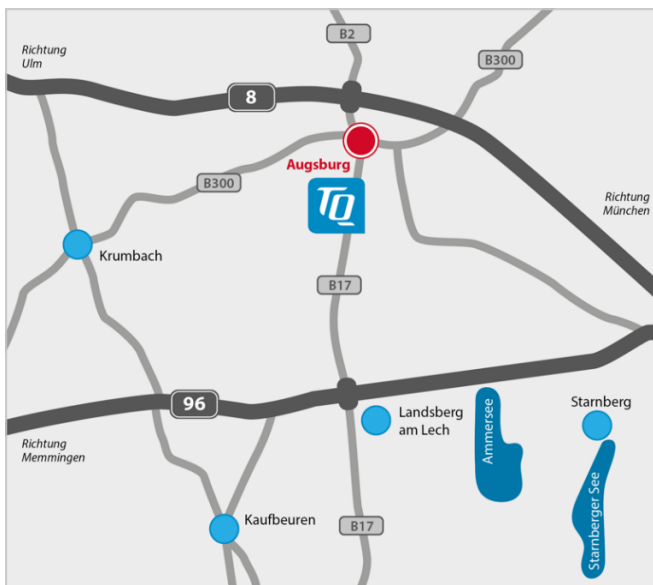 B2
Richtung
Ulm
B300
8
Augsburg
B300
TQ
Richtung
München
Krumbach
B17
96
Landsberg
am Lech
Ammersee
Starnberg
Richtung
Memmingen
Starnberger See
Kaufbeuren
B17